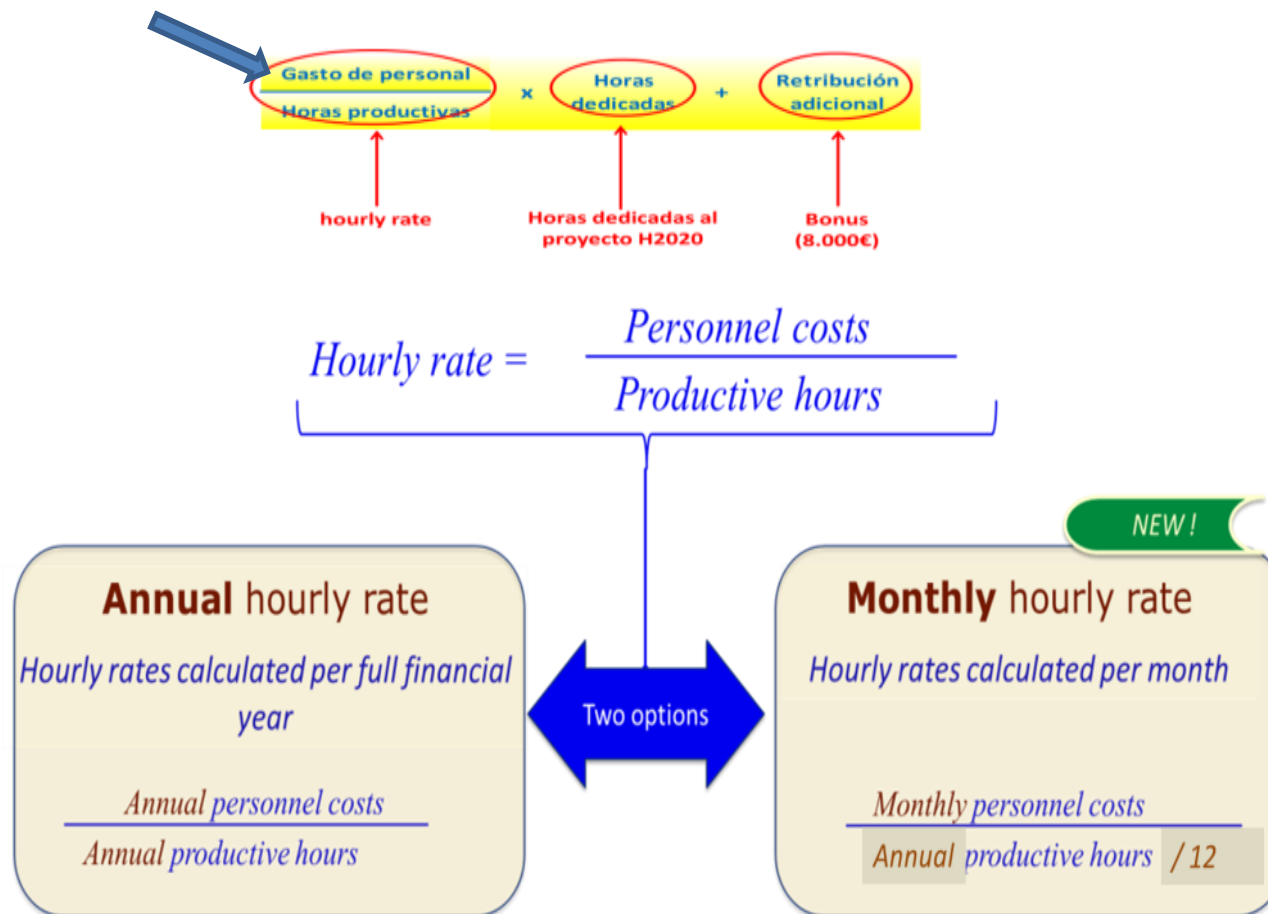 Gasto de personal
Horas productivas
x
Horas
dedicadas
+
Retribución
adicional
hourly rate
Horas dedicadas al
proyecto H2020
Bonus
(8.000€)
Hourly rate =
Personnel costs
Productive hours
NEW !
Annual hourly rate
Hourly rates calculated per full financial
year
Annual personnel costs
Annual productive hours
Two options
Monthly hourly rate
Hourly rates calculated per month
Monthly personnel costs
Annual productive hours / 12